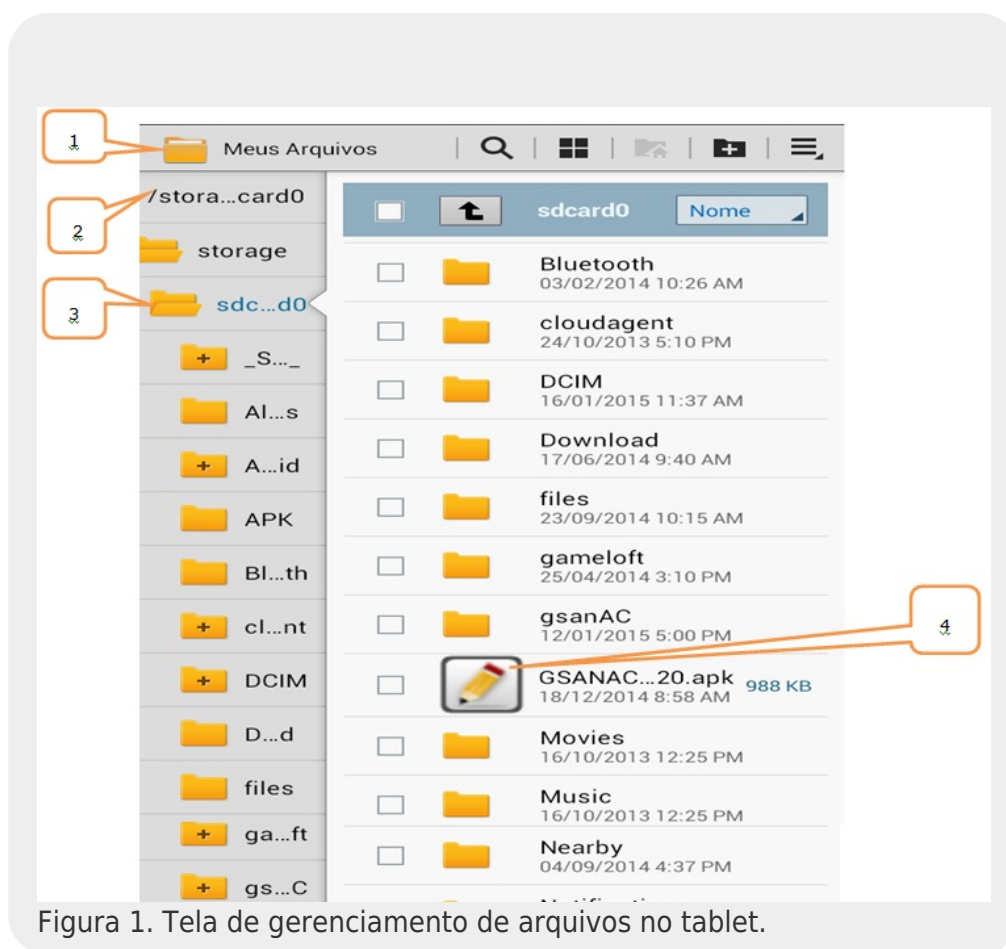 1
Meus Arquivos
2
/stora...card0
storage
3
sdc...d0
_S..._
Al...s
A...id
APK
Bl...th
cl...nt
DCIM
D...d
files
ga...ft
gs...C
sdcard0
Nome
Bluetooth
03/02/2014 10:26 AM
cloudagent
24/10/2013 5:10 PM
DCIM
16/01/2015 11:37 AM
Download
17/06/2014 9:40 AM
files
23/09/2014 10:15 AM
gameloft
25/04/2014 3:10 PM
gsanAC
12/01/2015 5:00 PM
4
GSANAC...20.apk
18/12/2014 8:58 AM
988 KB
Movies
16/10/2013 12:25 PM
Music
16/10/2013 12:25 PM
Nearby
04/09/2014 4:37 PM
Figura 1. Tela de gerenciamento de arquivos no tablet.